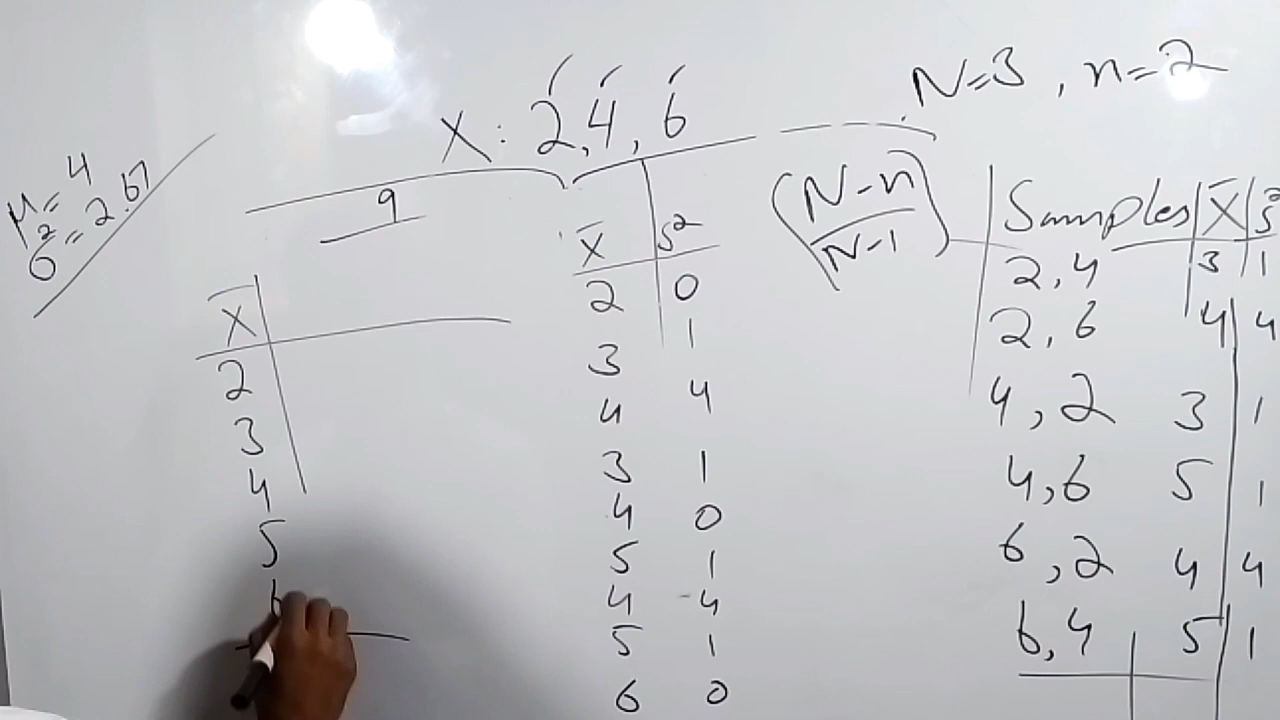 X : 2, 4, 6
N=3 , n=2
μ = 4
σ² = 2.67
9
(N-n / N-1)
X̄
2
3
4
5
6
X̄ S²
2 0
3 1
4 4
3 1
4 0
5 1
4 4
5 1
6 0
Samples X̄ S²
2, 4 3 1
2, 6 4 4
4, 2 3 1
4, 6 5 1
6, 2 4 4
6, 4 5 1